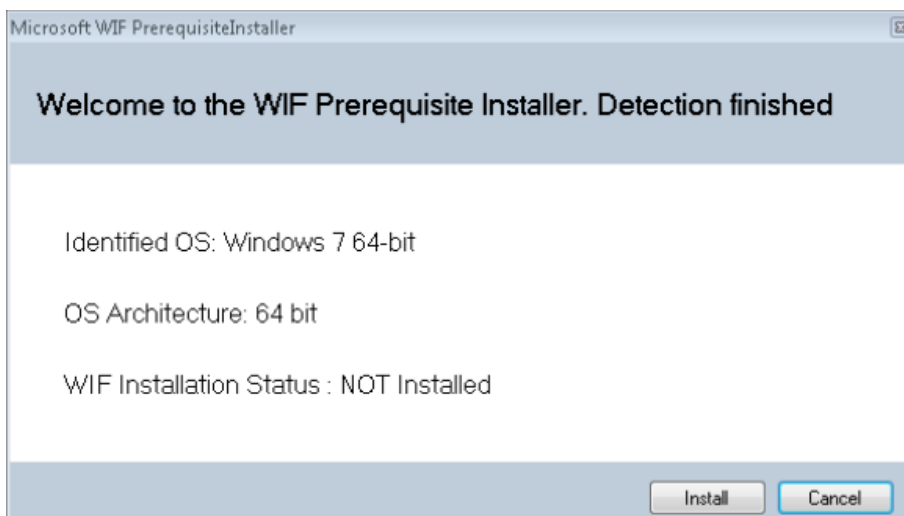 Microsoft WIF PrerequisiteInstaller
Welcome to the WIF Prerequisite Installer. Detection finished
Identified OS: Windows 7 64-bit
OS Architecture: 64 bit
WIF Installation Status : NOT Installed
Install Cancel